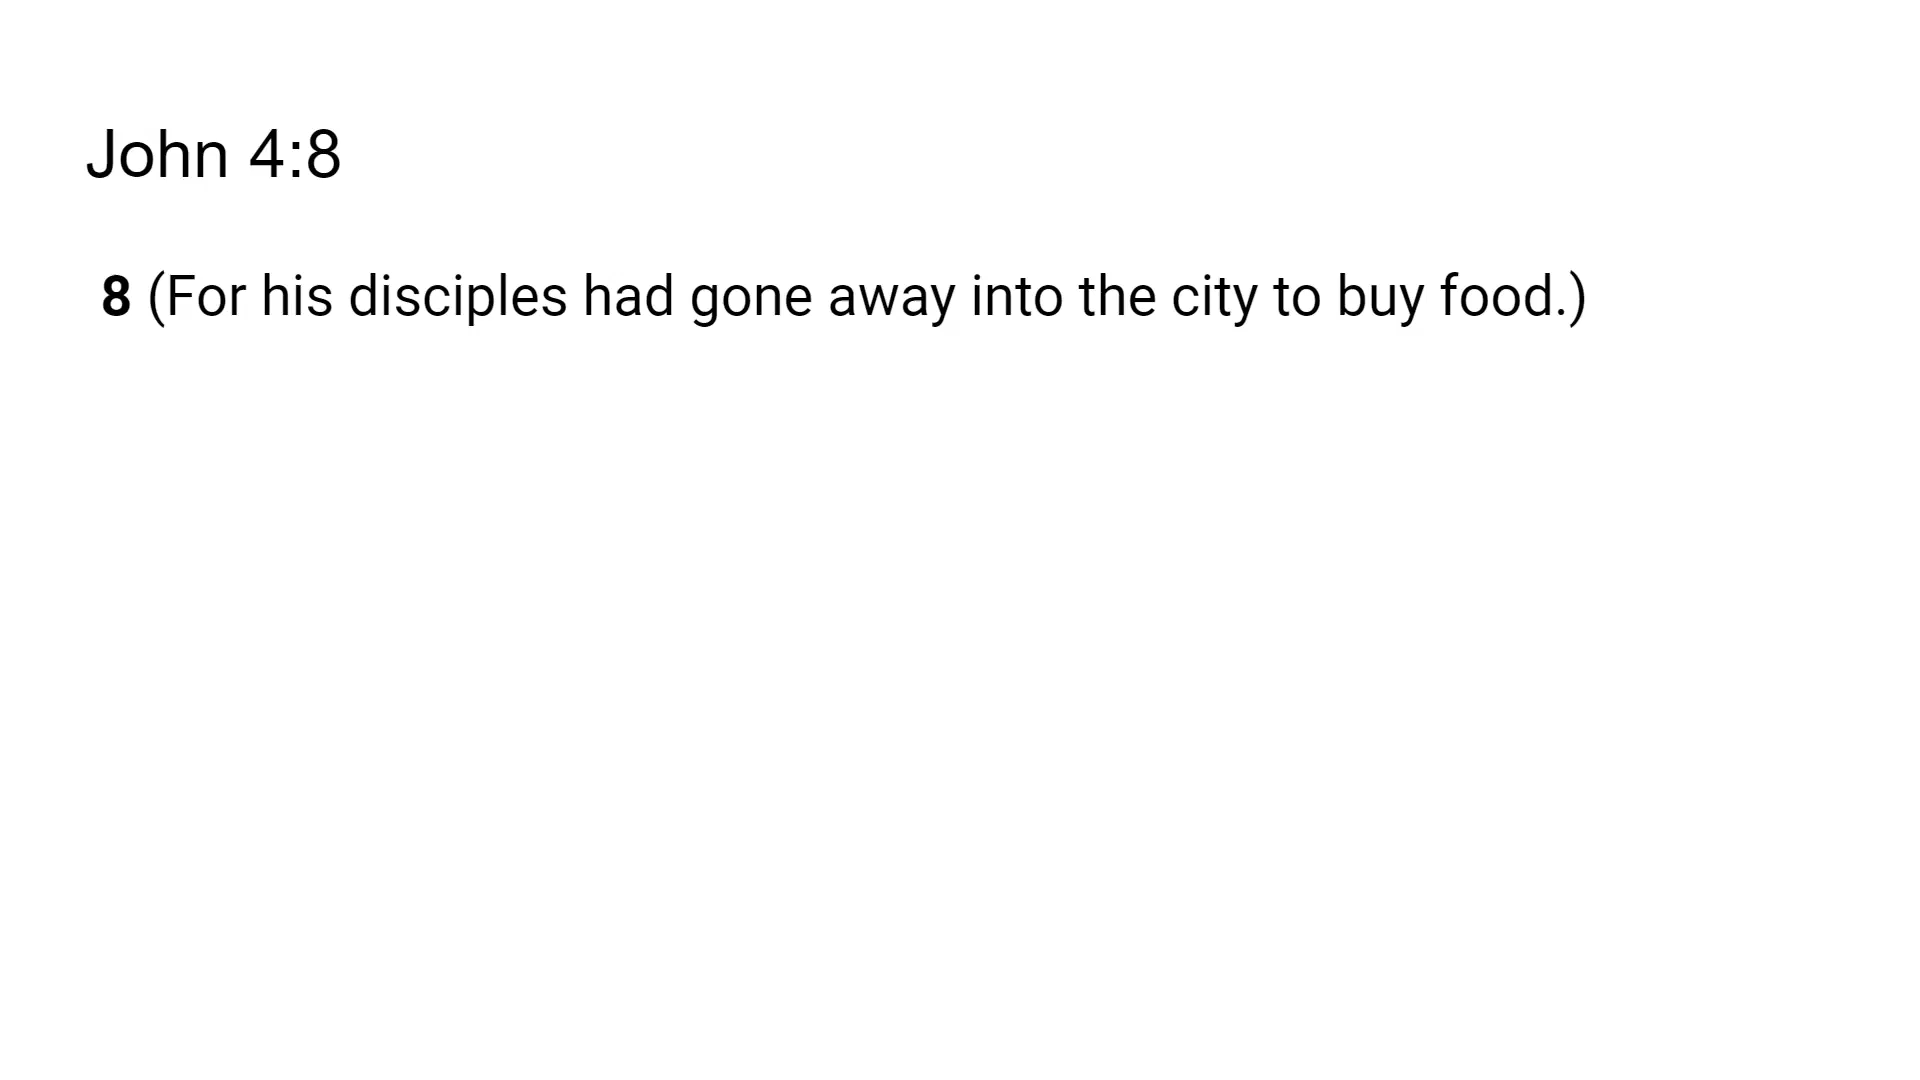 John 4:8
8 (For his disciples had gone away into the city to buy food.)